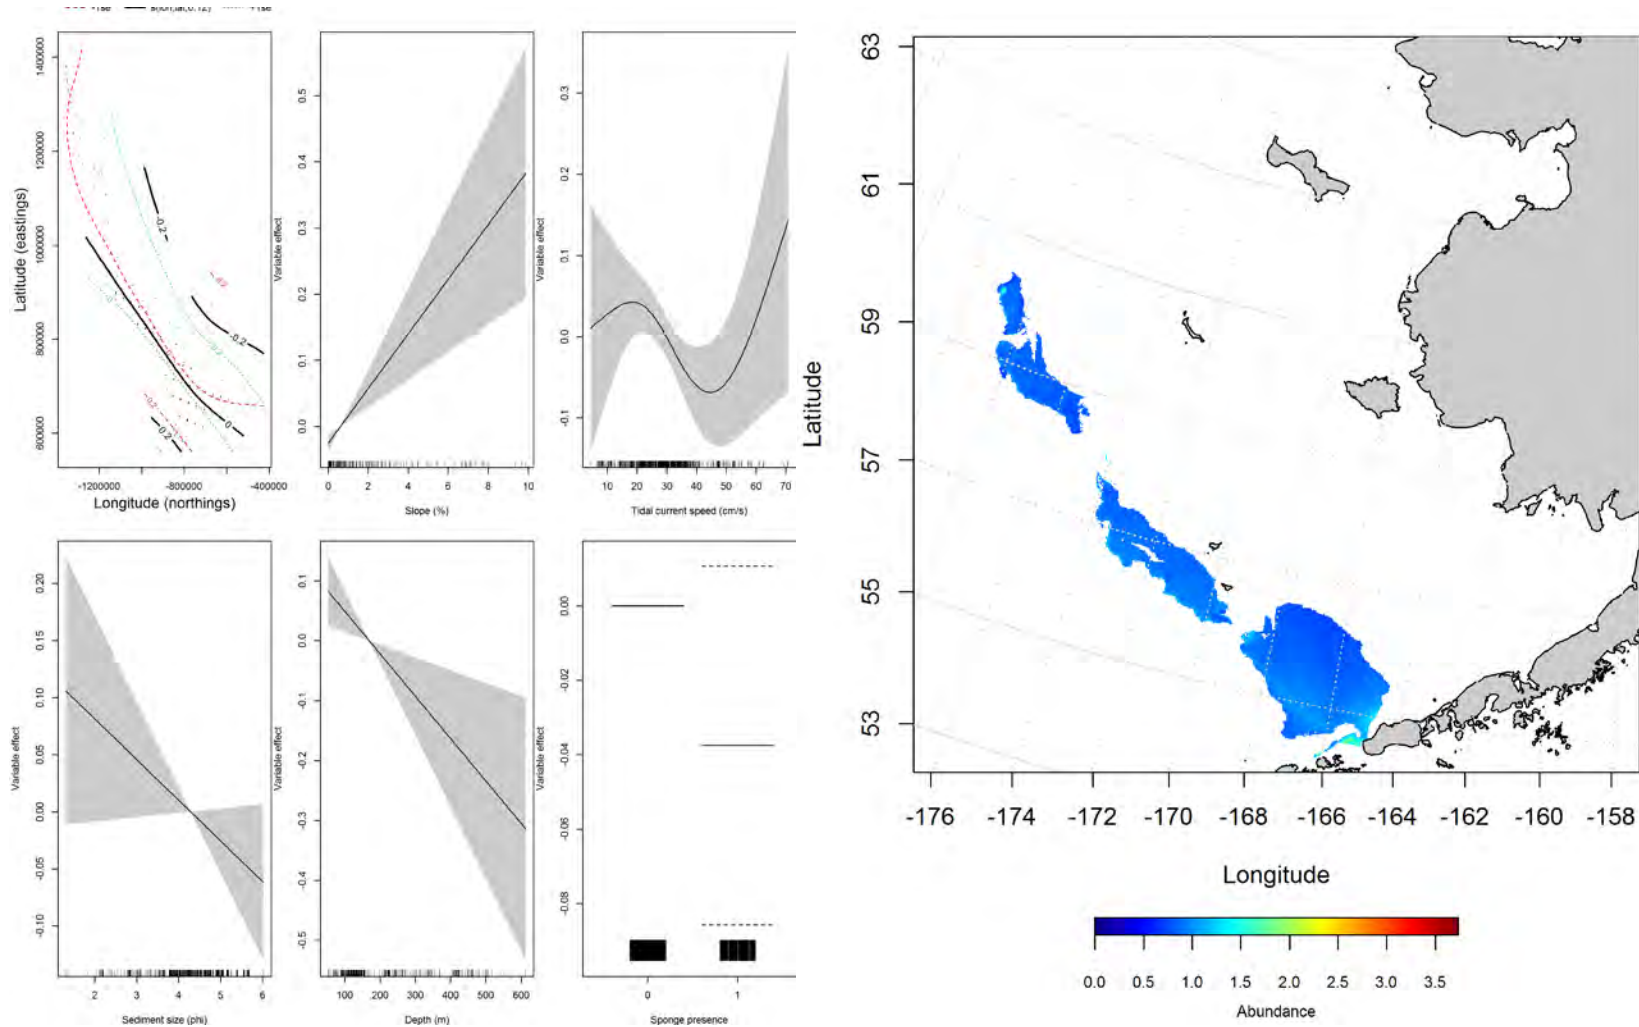 1400000
1200000
1000000
800000
600000
Latitude (eastings)
-0.2
-0.2
-0.2
0.2
0
-1200000 -800000 -400000
Longitude (northings)
Variable effect
0.5
0.4
0.3
0.2
0.1
0.0
0 2 4 6 8 10
Slope (%)
Variable effect
0.3
0.2
0.1
0.0
-0.1
10 20 30 40 50 60 70
Tidal current speed (cm/s)
Variable effect
0.20
0.15
0.10
0.05
0.00
-0.05
-0.10
2 3 4 5 6
Sediment size (phi)
Variable effect
0.1
0.0
-0.1
-0.2
-0.3
-0.4
-0.5
100 200 300 400 500 600
Depth (m)
Variable effect
0.00
-0.02
-0.04
-0.06
-0.08
0 1
Sponge presence
Latitude
63
61
59
57
55
53
-176 -174 -172 -170 -168 -166 -164 -162 -160 -158
Longitude
0.0 0.5 1.0 1.5 2.0 2.5 3.0 3.5
Abundance